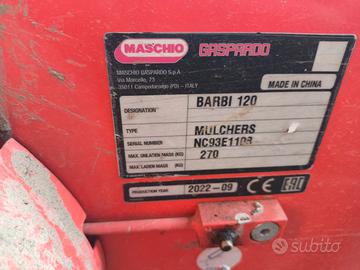 MASCHIO GASPARDO
MASCHIO GASPARDO S.p.A
Via Marcello, 73
35011 Campodarsego (PD) - ITALY
MADE IN CHINA
DESIGNATION BARBI 120
TYPE MULCHERS
SERIAL NUMBER NC93E1108
MAX. UNLADEN MASS (KG) 270
MAX. LADEN MASS (KG)
PRODUCTION YEAR 2022-09 CE EAC
subito